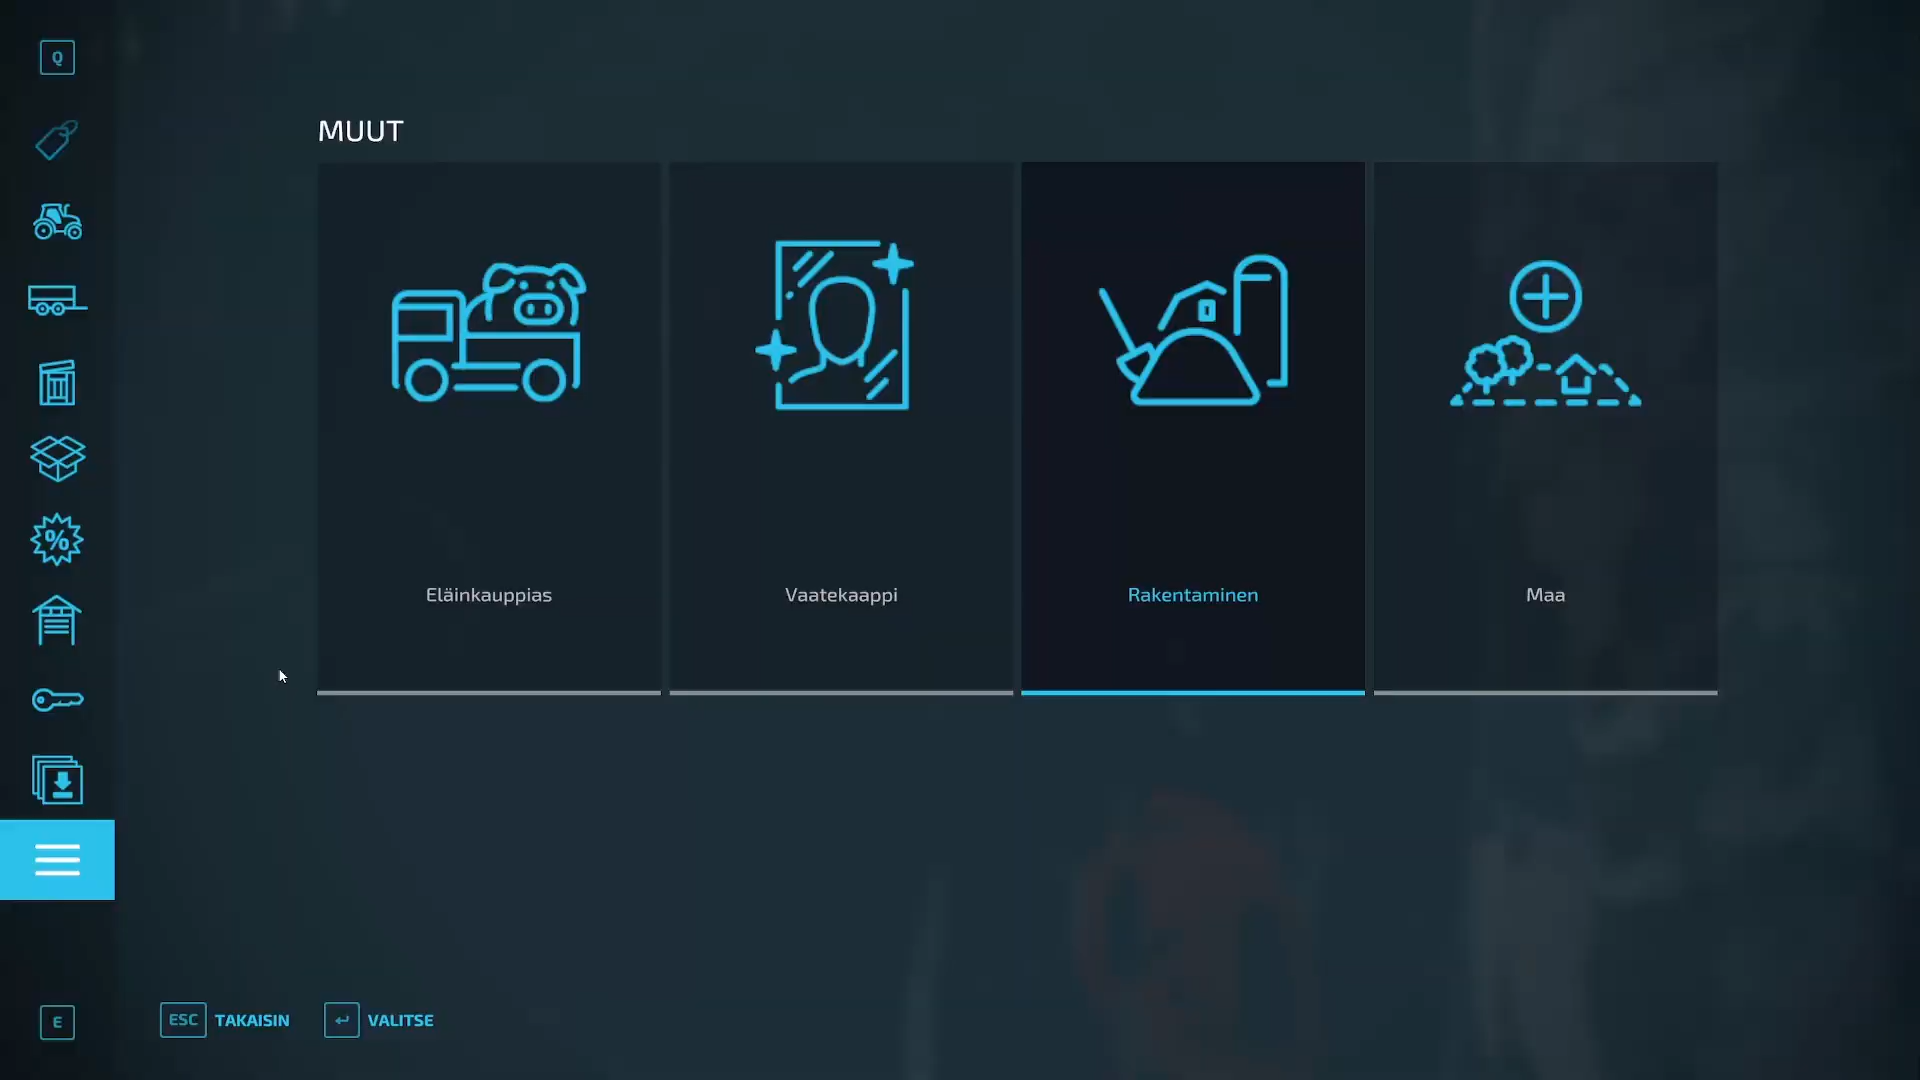 Q
MUUT
%
Eläinkauppias
Vaatekaappi
Rakentaminen
Maa
E
ESC TAKAISIN
↵ VALITSE